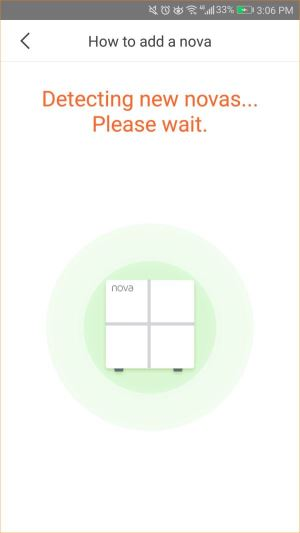 33% 3:06 PM
How to add a nova
Detecting new novas...
Please wait.
nova